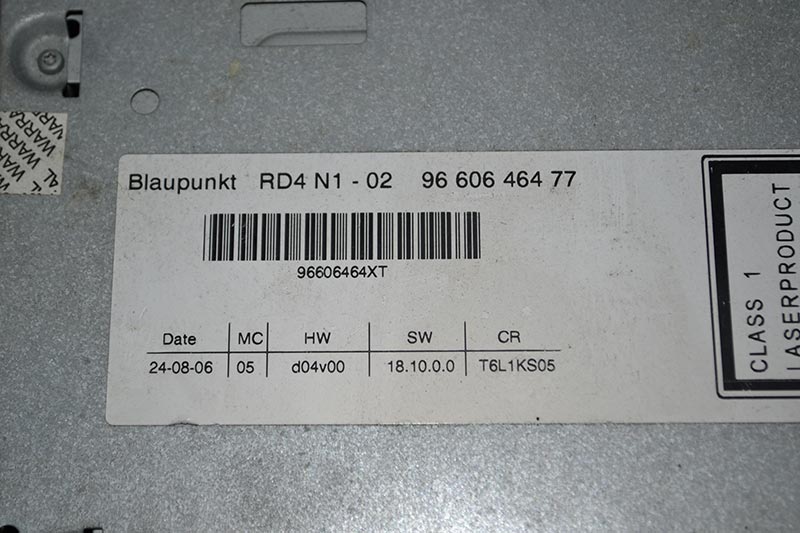 Blaupunkt RD4 N1 - 02 96 606 464 77
96606464XT
Date MC HW SW CR
24-08-06 05 d04v00 18.10.0.0 T6L1KS05
CLASS 1
LASERPRODUCT